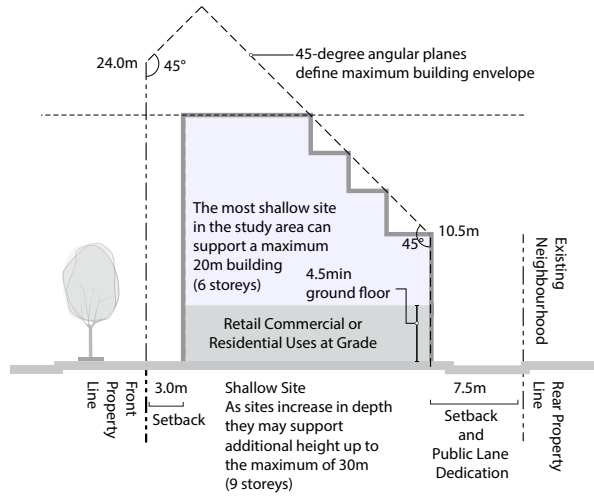 24.0m
45°
45-degree angular planes
define maximum building envelope
The most shallow site
in the study area can
support a maximum
20m building
(6 storeys)
45°
10.5m
4.5min
ground floor
Existing
Neighbourhood
Retail Commercial or
Residential Uses at Grade
Front
Property
Line
3.0m
Setback
Shallow Site
As sites increase in depth
they may support
additional height up to
the maximum of 30m
(9 storeys)
7.5m
Setback
and
Public Lane
Dedication
Rear Property
Line